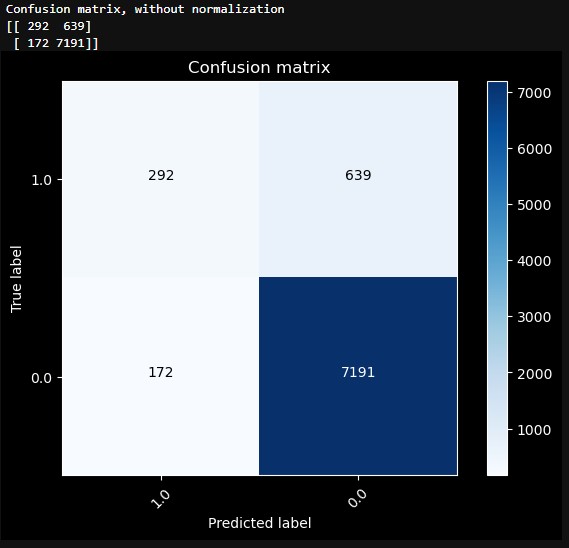 Confusion matrix, without normalization
[[ 292  639]
 [ 172 7191]]
Confusion matrix
7000
6000
5000
4000
3000
2000
1000
True label
1.0
292
639
0.0
172
7191
1.0
0.0
Predicted label